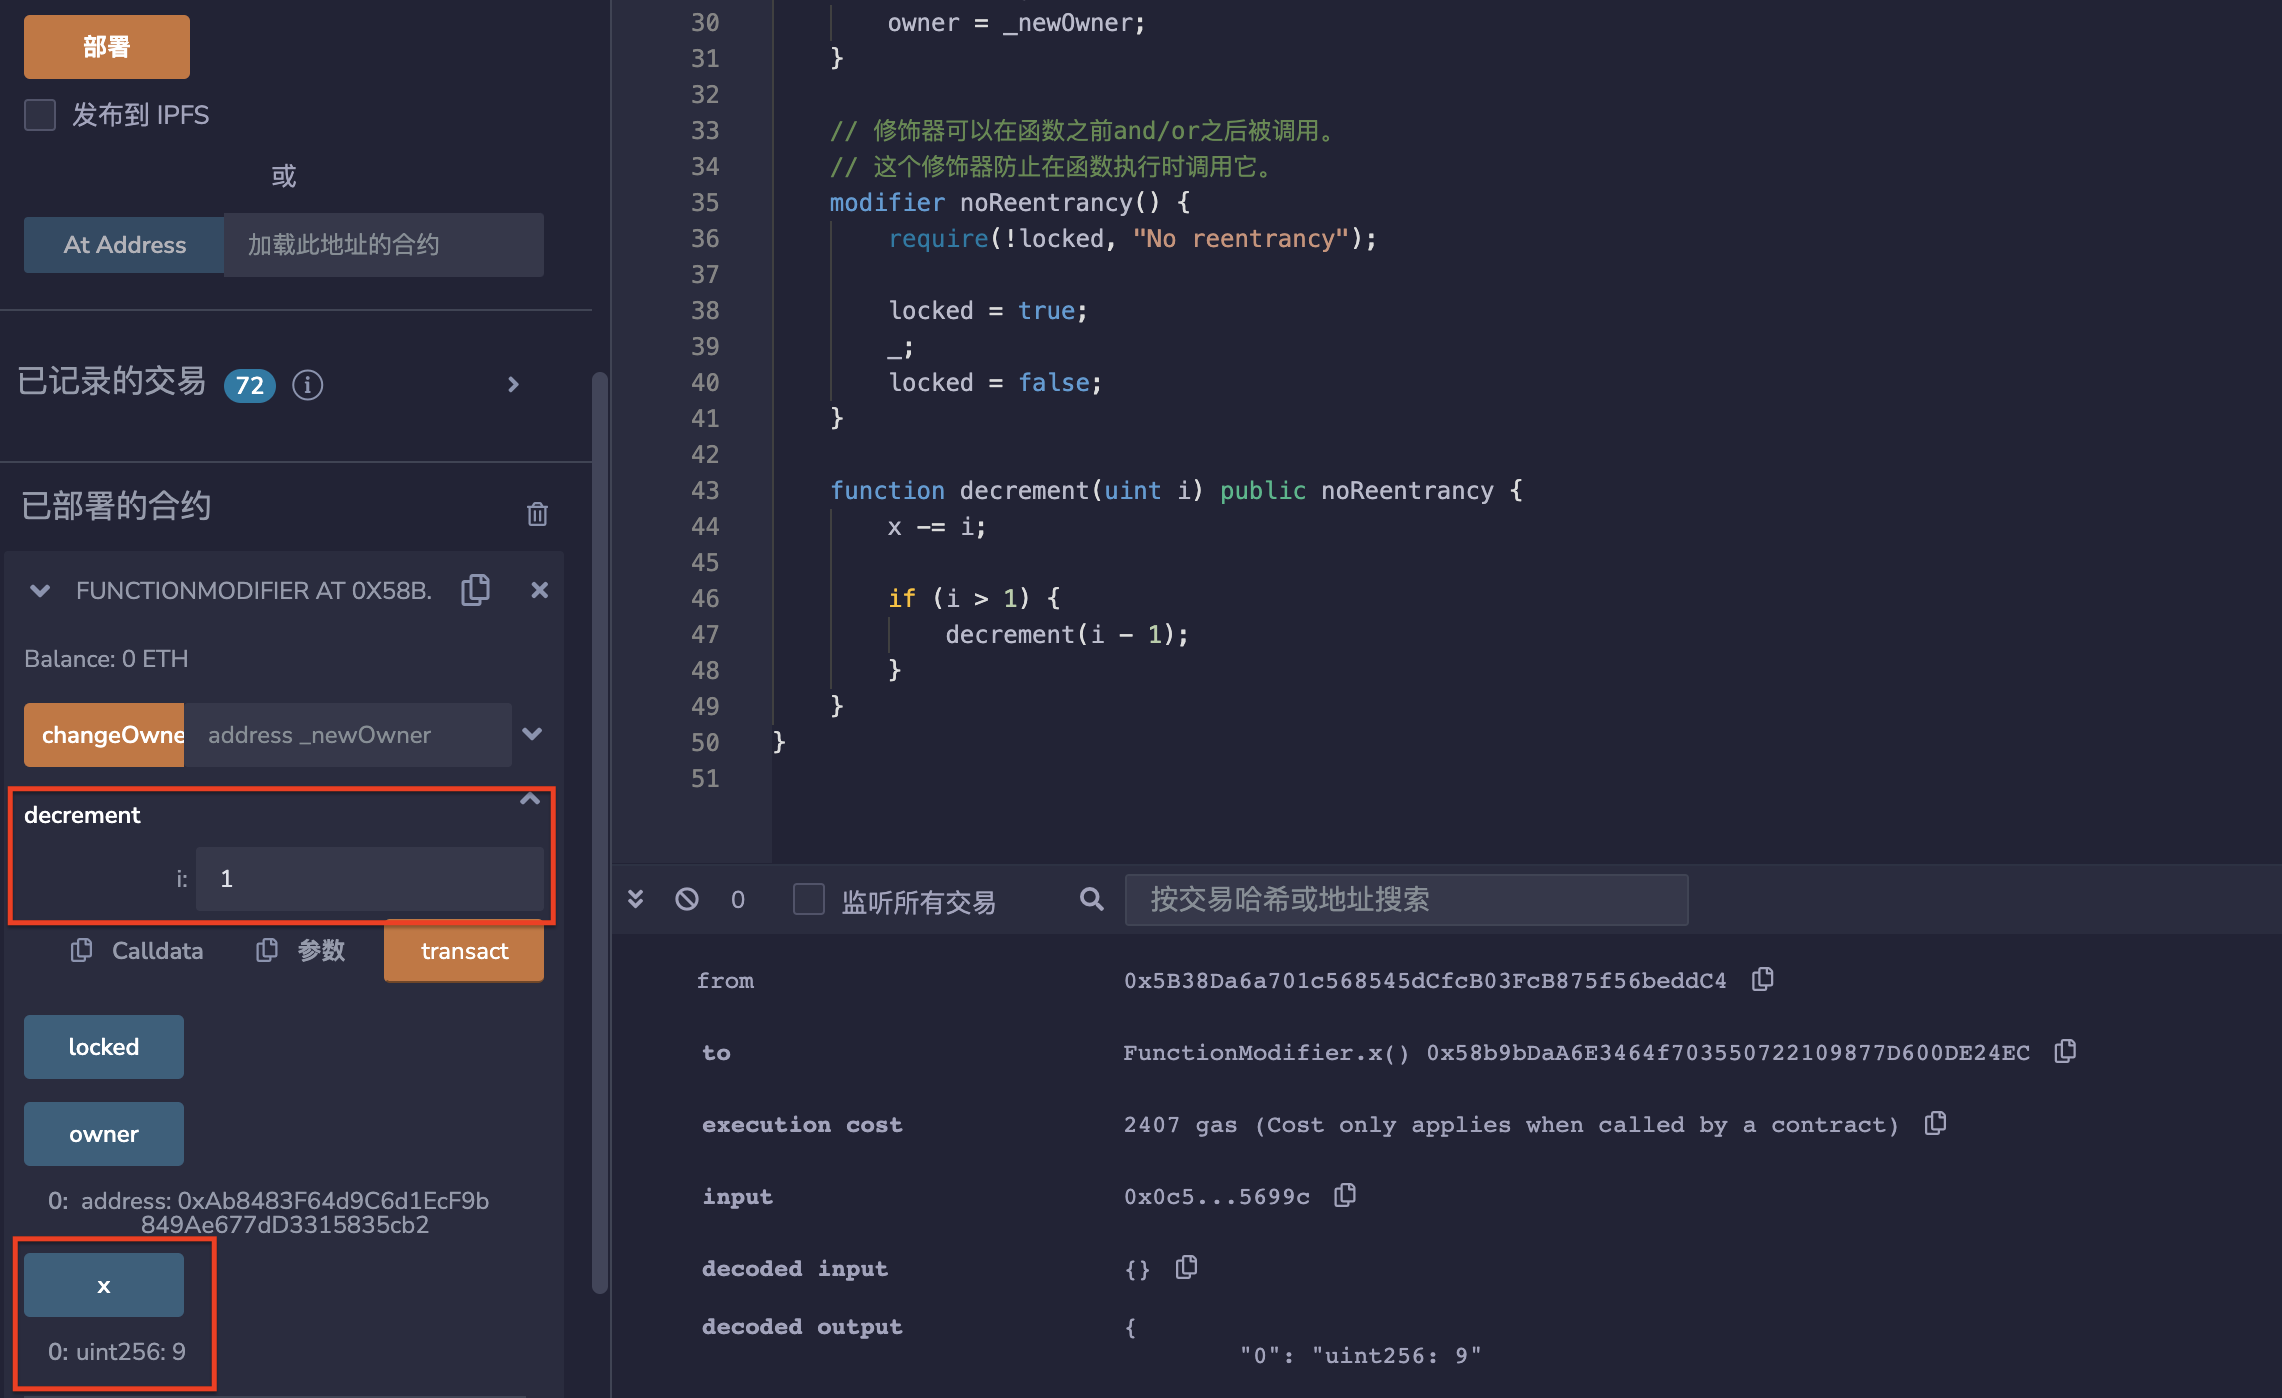 部署
发布到 IPFS
或
At Address
加载此地址的合约
已记录的交易 72
已部署的合约
FUNCTIONMODIFIER AT 0X58B.
Balance: 0 ETH
changeOwne
address _newOwner
decrement
i: 1
Calldata
参数
transact
locked
owner
0: address: 0xAb8483F64d9C6d1EcF9b
849Ae677dD3315835cb2
x
0: uint256: 9
30 owner = _newOwner;
31 }
32
33 // 修饰器可以在函数之前and/or之后被调用。
34 // 这个修饰器防止在函数执行时调用它。
35 modifier noReentrancy() {
36 require(!locked, "No reentrancy");
37
38 locked = true;
39 _;
40 locked = false;
41 }
42
43 function decrement(uint i) public noReentrancy {
44 x -= i;
45
46 if (i > 1) {
47 decrement(i - 1);
48 }
49 }
50 }
51
0
监听所有交易
按交易哈希或地址搜索
from 0x5B38Da6a701c568545dCfcB03FcB875f56beddC4
to FunctionModifier.x() 0x58b9bDaA6E3464f703550722109877D600DE24EC
execution cost 2407 gas (Cost only applies when called by a contract)
input 0x0c5...5699c
decoded input {}
decoded output {
"0": "uint256: 9"